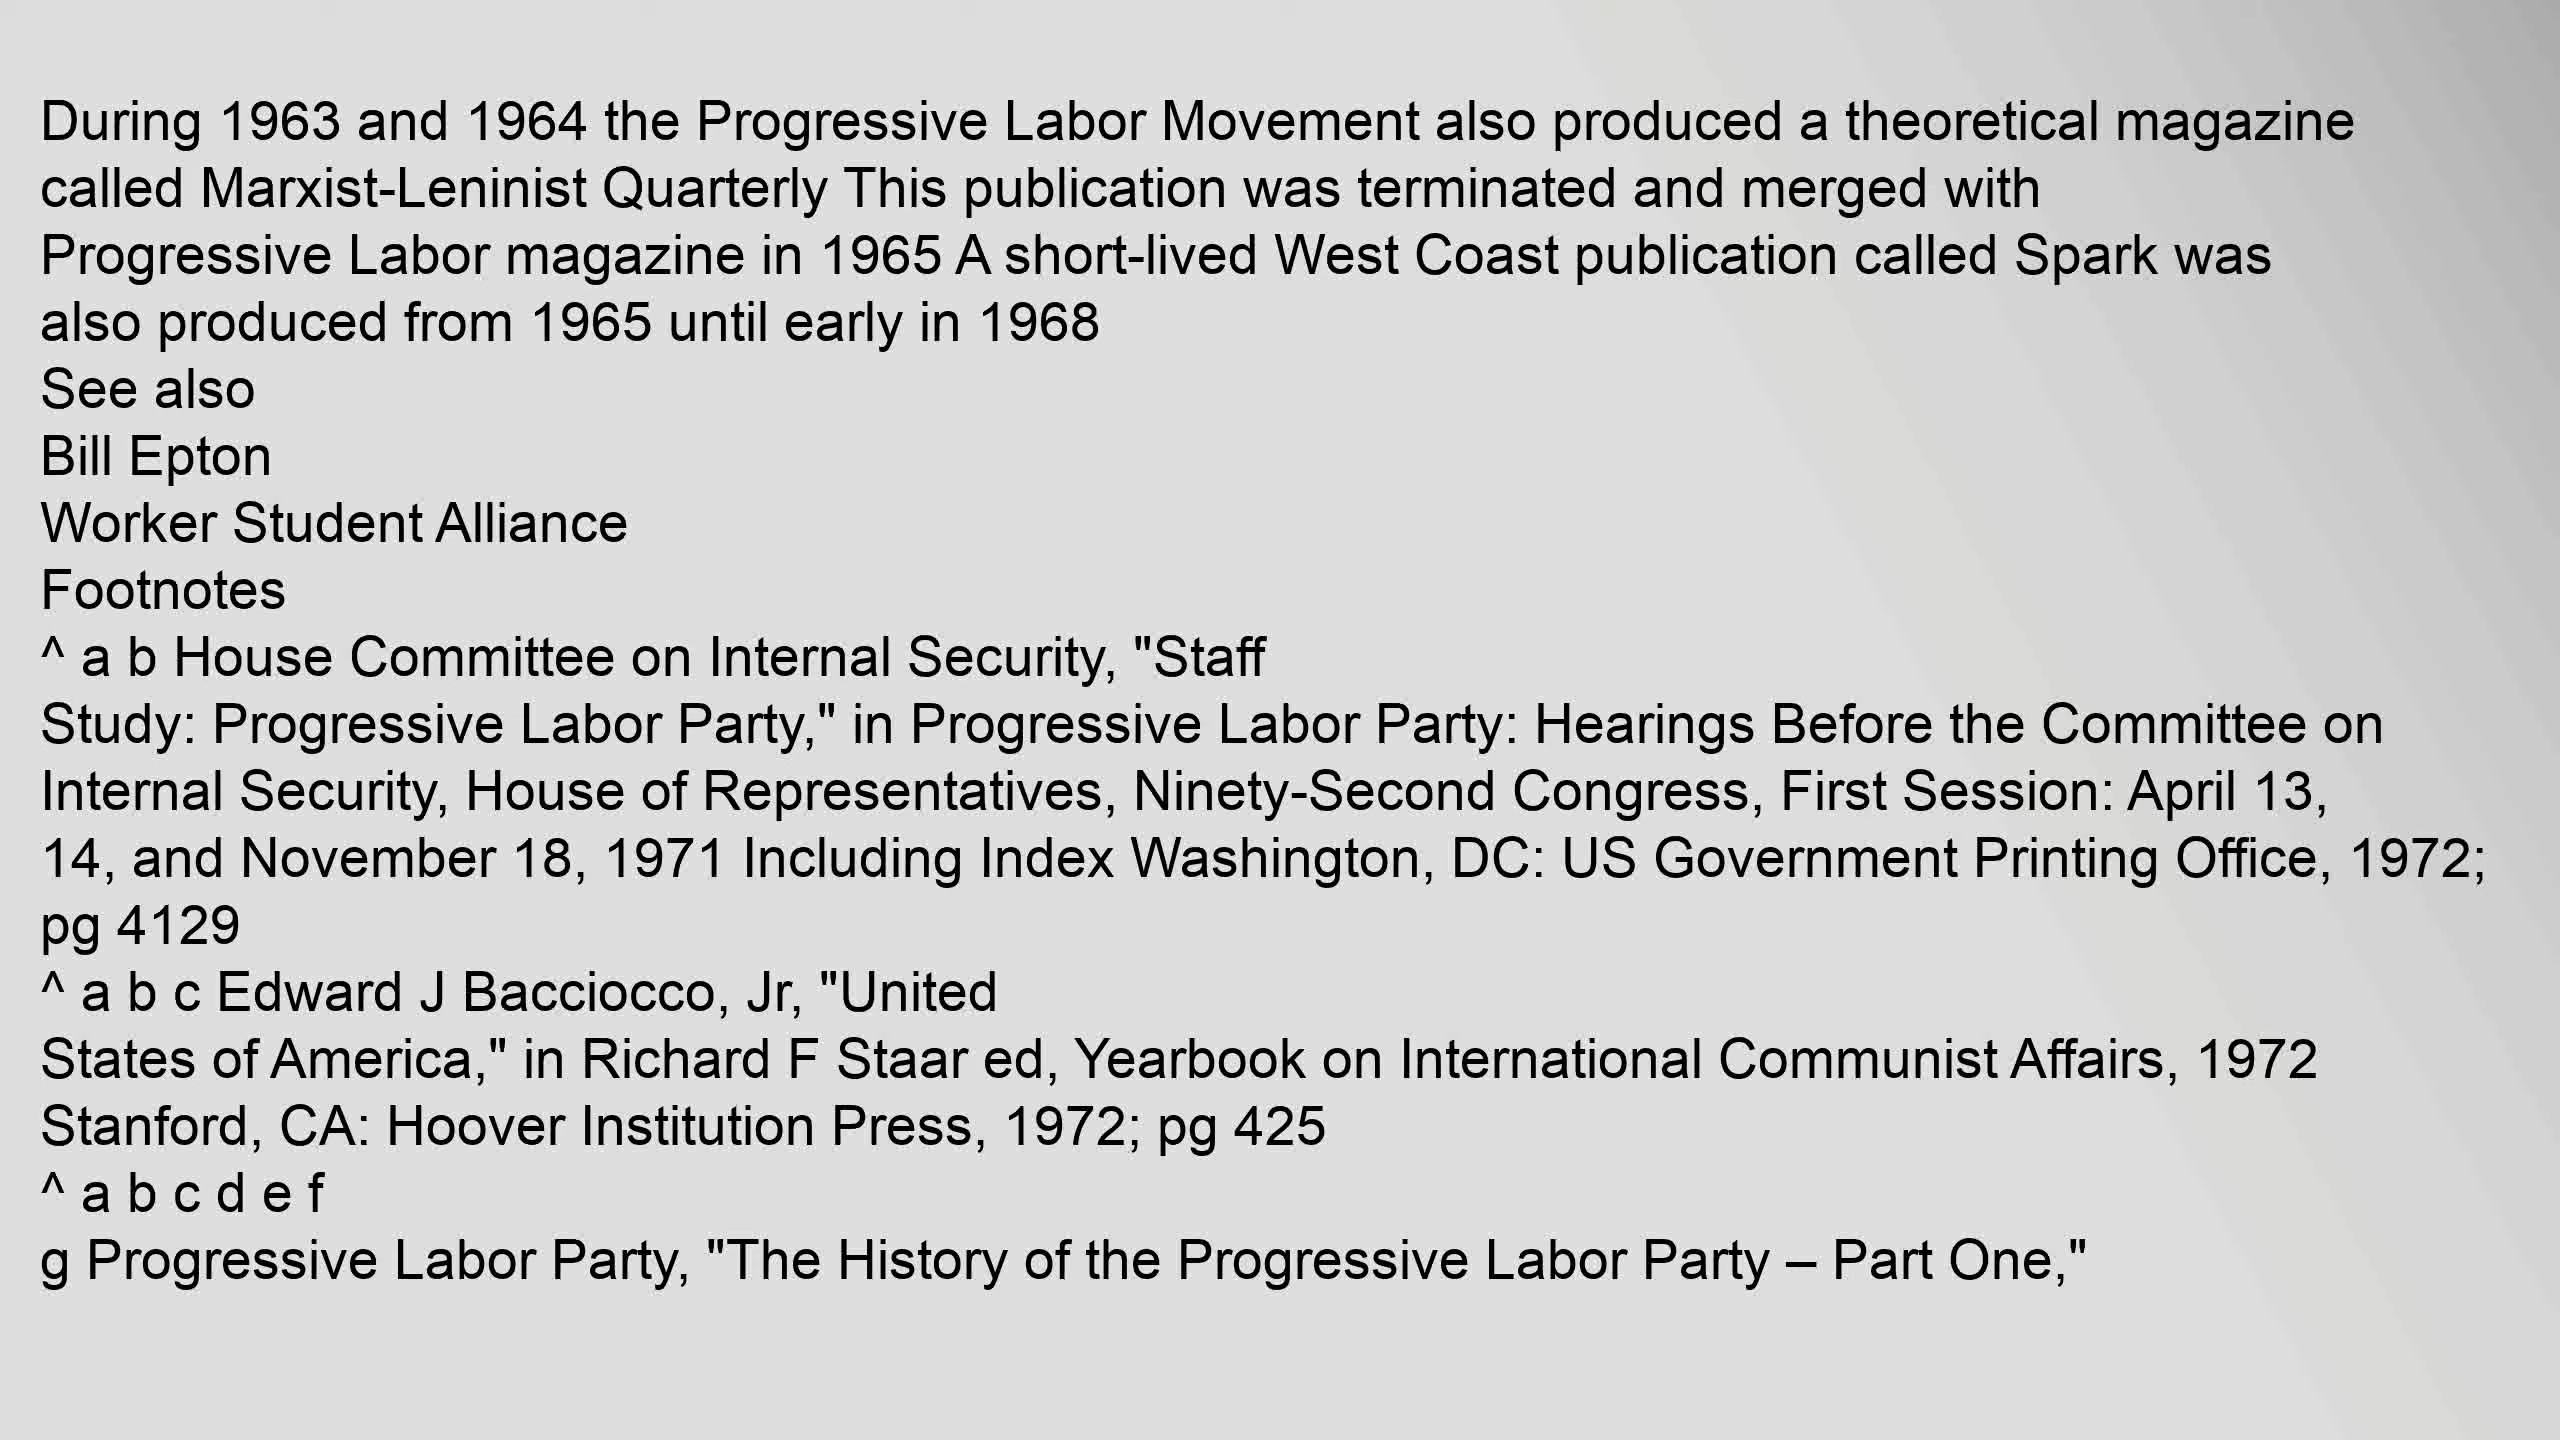 During 1963 and 1964 the Progressive Labor Movement also produced a theoretical magazine
called Marxist-Leninist Quarterly This publication was terminated and merged with
Progressive Labor magazine in 1965 A short-lived West Coast publication called Spark was
also produced from 1965 until early in 1968
See also
Bill Epton
Worker Student Alliance
Footnotes
^ a b House Committee on Internal Security, "Staff
Study: Progressive Labor Party," in Progressive Labor Party: Hearings Before the Committee on
Internal Security, House of Representatives, Ninety-Second Congress, First Session: April 13,
14, and November 18, 1971 Including Index Washington, DC: US Government Printing Office, 1972;
pg 4129
^ a b c Edward J Bacciocco, Jr, "United
States of America," in Richard F Staar ed, Yearbook on International Communist Affairs, 1972
Stanford, CA: Hoover Institution Press, 1972; pg 425
^ a b c d e f
g Progressive Labor Party, "The History of the Progressive Labor Party – Part One,"